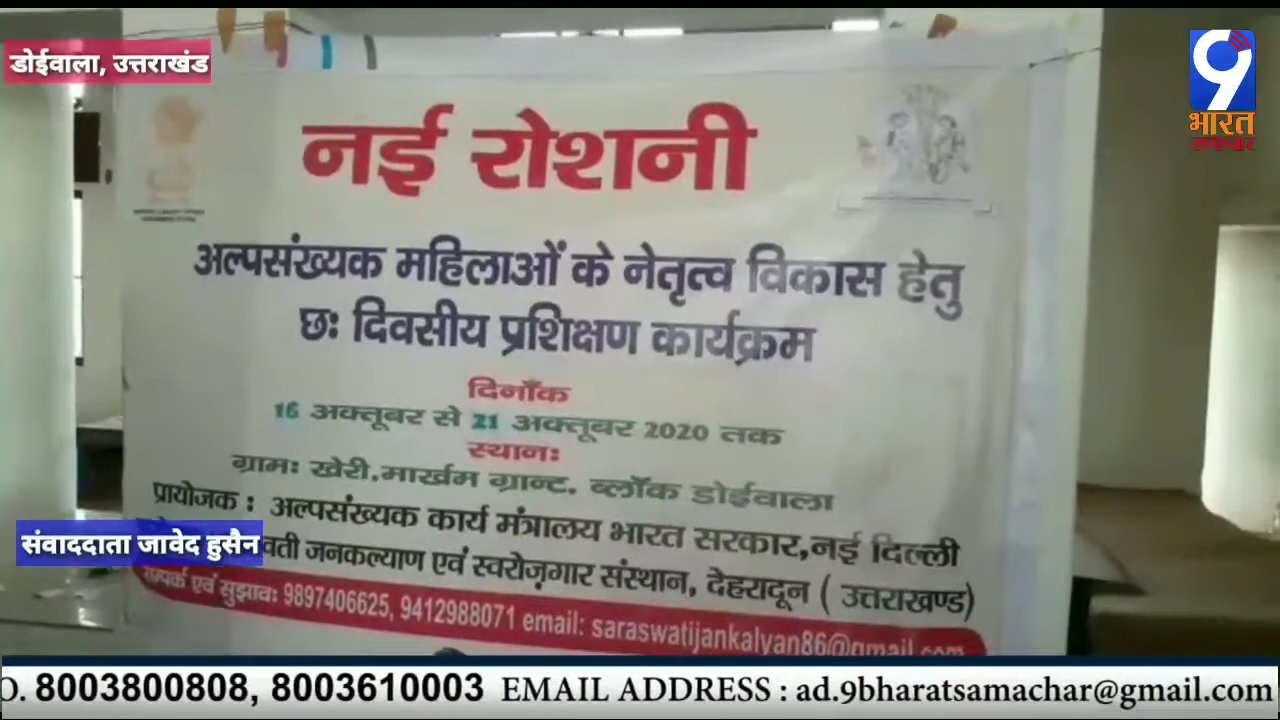 डोईवाला, उत्तराखंड
9
भारत
समाचार
नई रोशनी
अल्पसंख्यक महिलाओं के नेतृत्व विकास हेतु
छः दिवसीय प्रशिक्षण कार्यक्रम
दिनाँक
16 अक्तूबर से 21 अक्तूबर 2020 तक
स्थानः
ग्रामः खेरी.मार्खम ग्रान्ट. ब्लॉक डोईवाला
प्रायोजक : अल्पसंख्यक कार्य मंत्रालय भारत सरकार,नई दिल्ली
संवाददाता जावेद हुसैन
वती जनकल्याण एवं स्वरोज़गार संस्थान, देहरादून ( उत्तराखण्ड)
सम्पर्क एवं सुझावः 9897406625, 9412988071 email: saraswatijankalyan86@gmail.com
O. 8003800808, 8003610003 EMAIL ADDRESS : ad.9bharatsamachar@gmail.com